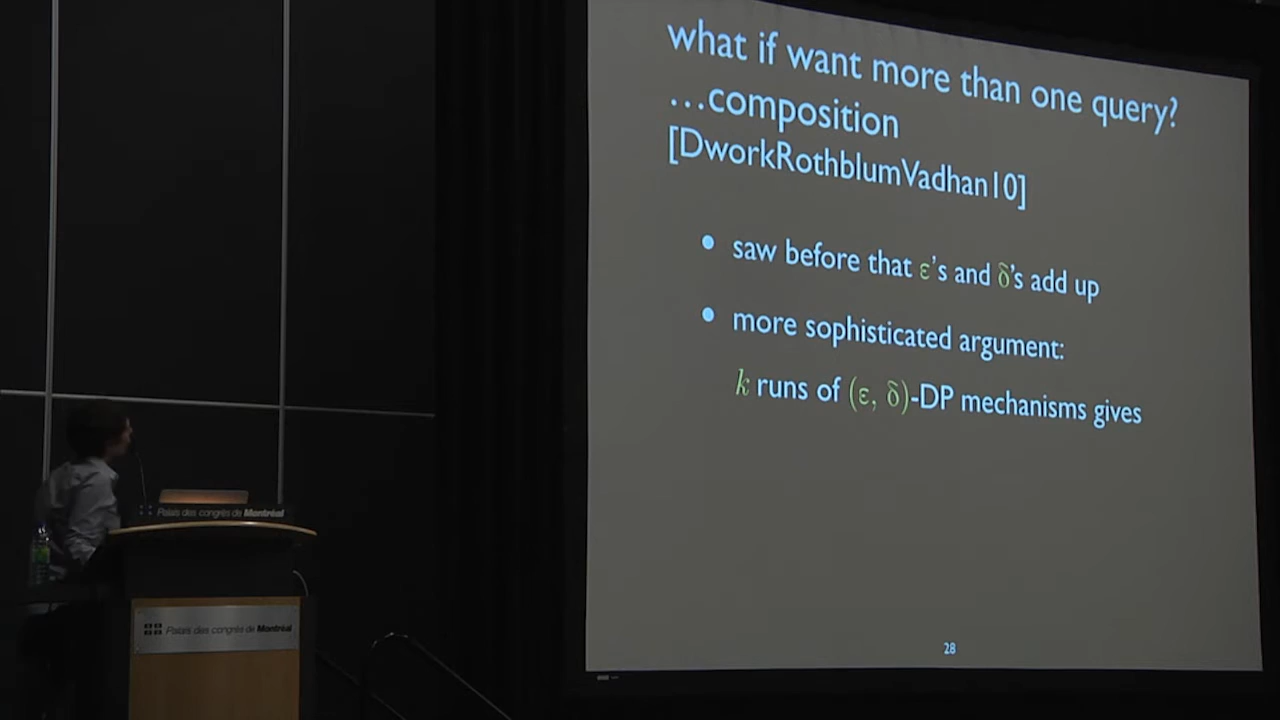 what if want more than one query?
…composition
[DworkRothblumVadhan10]
• saw before that ε's and δ's add up
• more sophisticated argument:
k runs of (ε, δ)-DP mechanisms gives
28
Palais des congrès de Montréal
Palais des congrès de Montréal